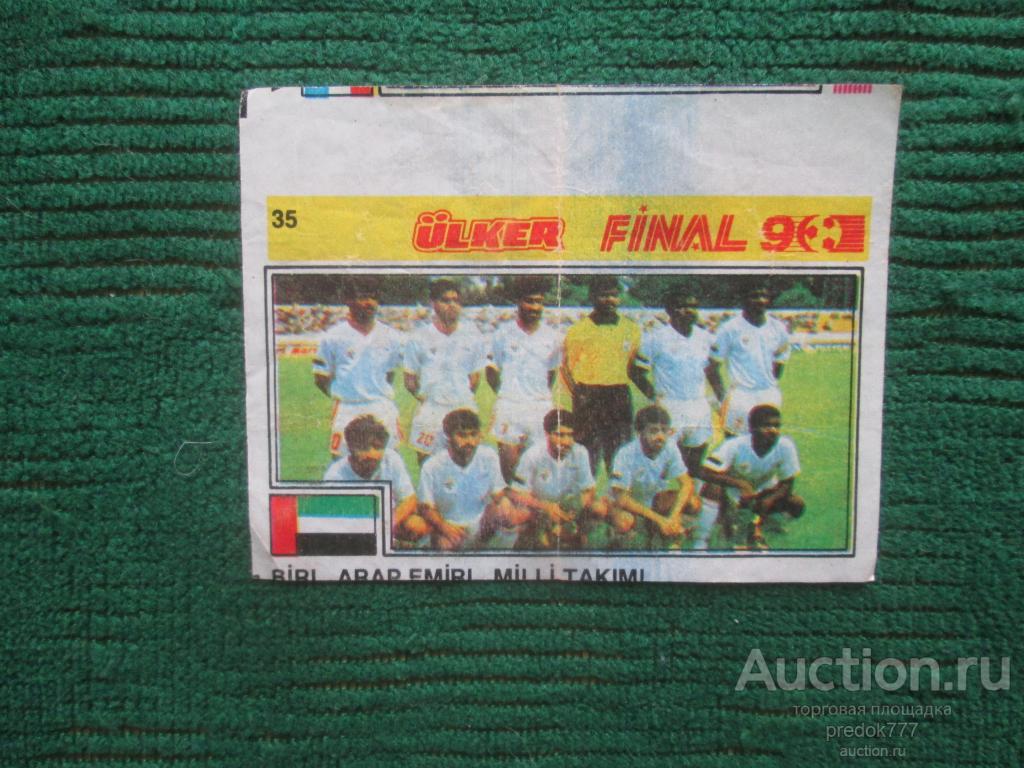 35 ÜLKER FİNAL 90
BİRL. ARAP EMİRL. MİLLİ TAKIMI
Auction.ru
торговая площадка
predok777
auction.ru